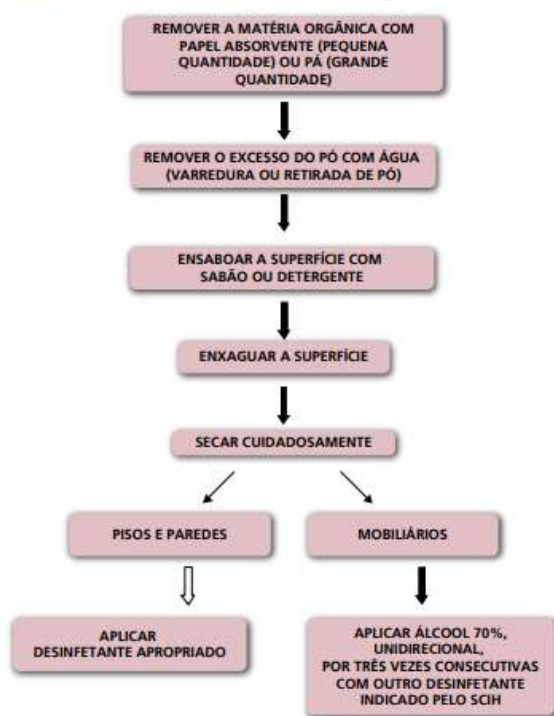 REMOVER A MATÉRIA ORGÂNICA COM
PAPEL ABSORVENTE (PEQUENA
QUANTIDADE) OU PÁ (GRANDE
QUANTIDADE)
REMOVER O EXCESSO DO PÓ COM ÁGUA
(VARREDURA OU RETIRADA DE PÓ)
ENSABOAR A SUPERFÍCIE COM
SABÃO OU DETERGENTE
ENXAGUAR A SUPERFÍCIE
SECAR CUIDADOSAMENTE
PISOS E PAREDES
MOBILIÁRIOS
APLICAR
DESINFETANTE APROPRIADO
APLICAR ÁLCOOL 70%,
UNIDIRECIONAL,
POR TRÊS VEZES CONSECUTIVAS
COM OUTRO DESINFETANTE
INDICADO PELO SCIH